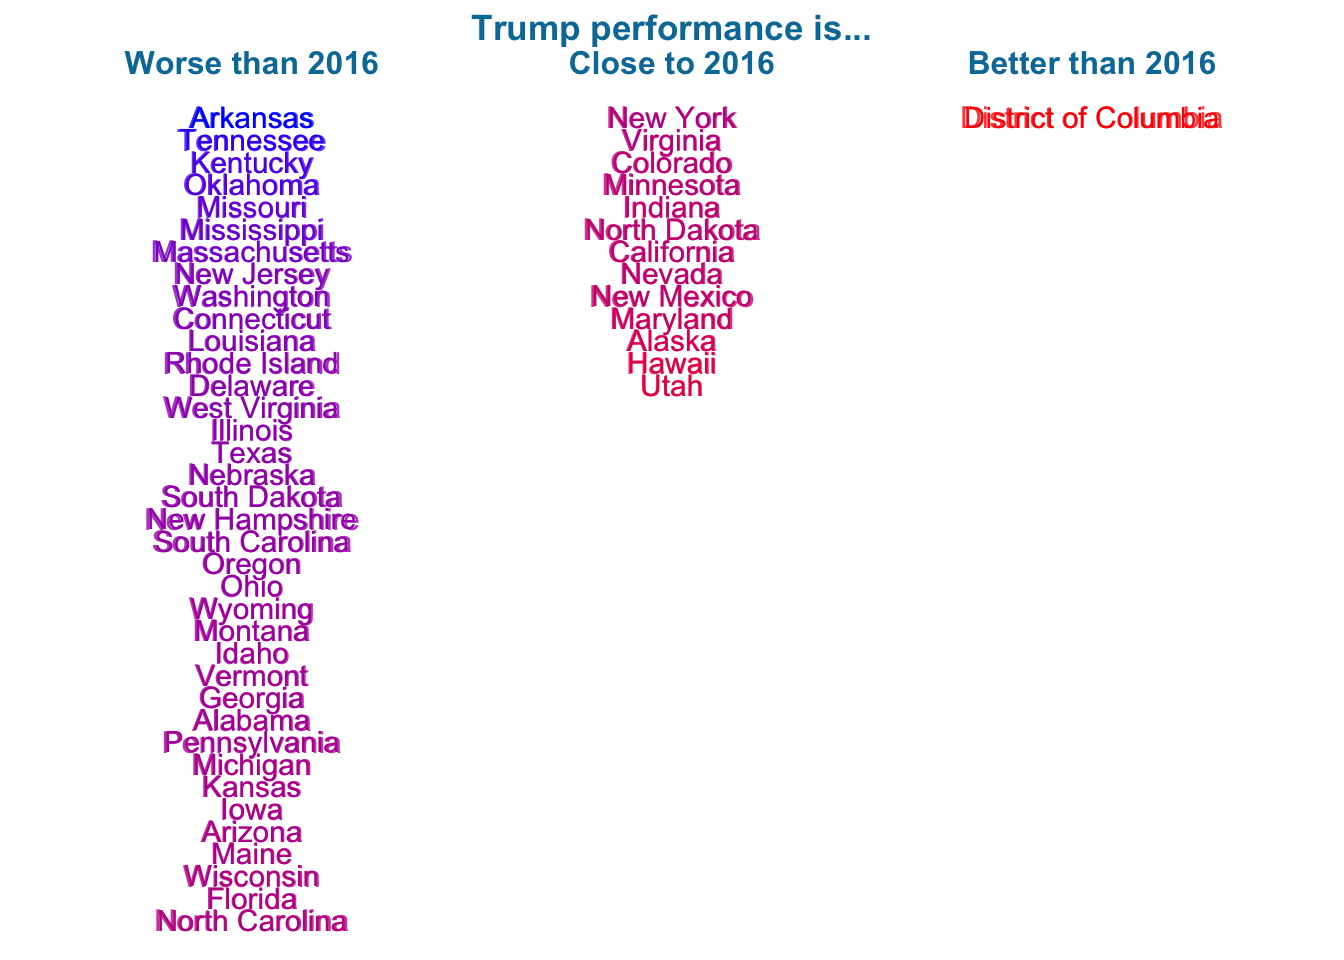 Trump performance is...
Worse than 2016
Close to 2016
Better than 2016
Arkansas
Tennessee
Kentucky
Oklahoma
Missouri
Mississippi
Massachusetts
New Jersey
Washington
Connecticut
Louisiana
Rhode Island
Delaware
West Virginia
Illinois
Texas
Nebraska
South Dakota
New Hampshire
South Carolina
Oregon
Ohio
Wyoming
Montana
Idaho
Vermont
Georgia
Alabama
Pennsylvania
Michigan
Kansas
Iowa
Arizona
Maine
Wisconsin
Florida
North Carolina
New York
Virginia
Colorado
Minnesota
Indiana
North Dakota
California
Nevada
New Mexico
Maryland
Alaska
Hawaii
Utah
District of Columbia